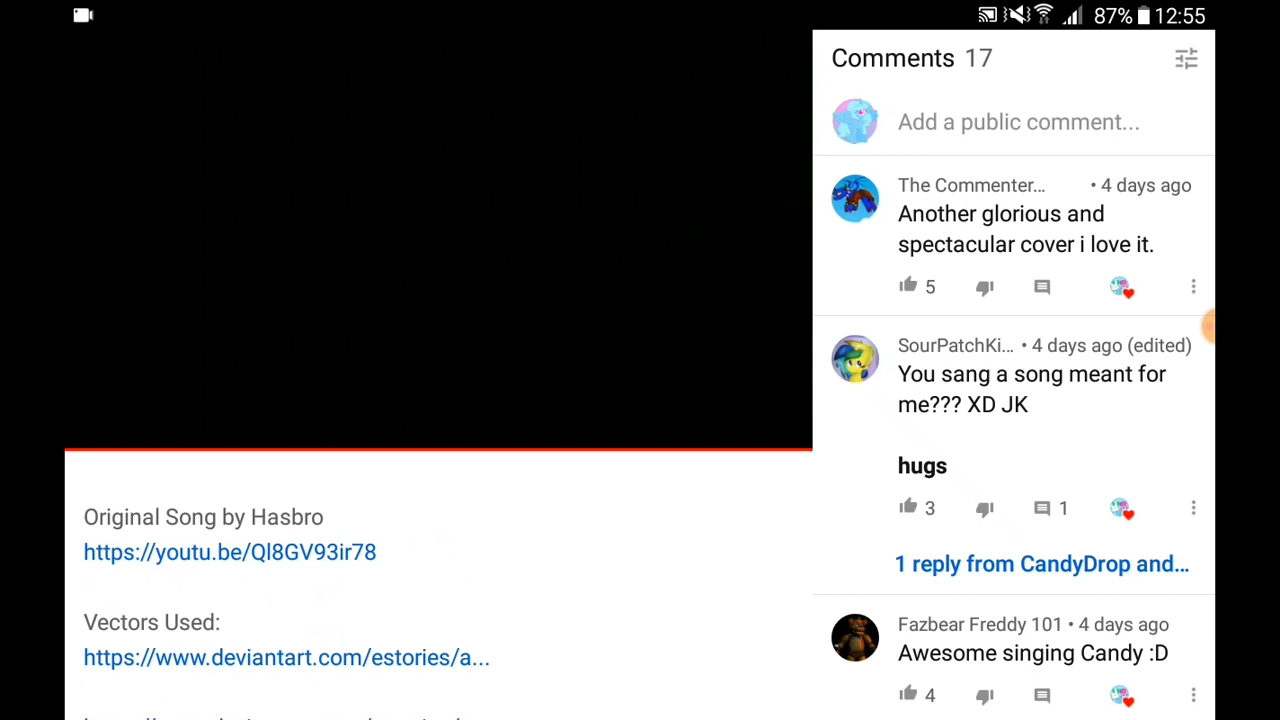 87% 12:55
Comments 17
Add a public comment...
The Commenter... • 4 days ago
Another glorious and
spectacular cover i love it.
5
SourPatchKi... • 4 days ago (edited)
You sang a song meant for
me??? XD JK
hugs
3 1
1 reply from CandyDrop and...
Fazbear Freddy 101 • 4 days ago
Awesome singing Candy :D
4
Original Song by Hasbro
https://youtu.be/Ql8GV93ir78
Vectors Used:
https://www.deviantart.com/estories/a...